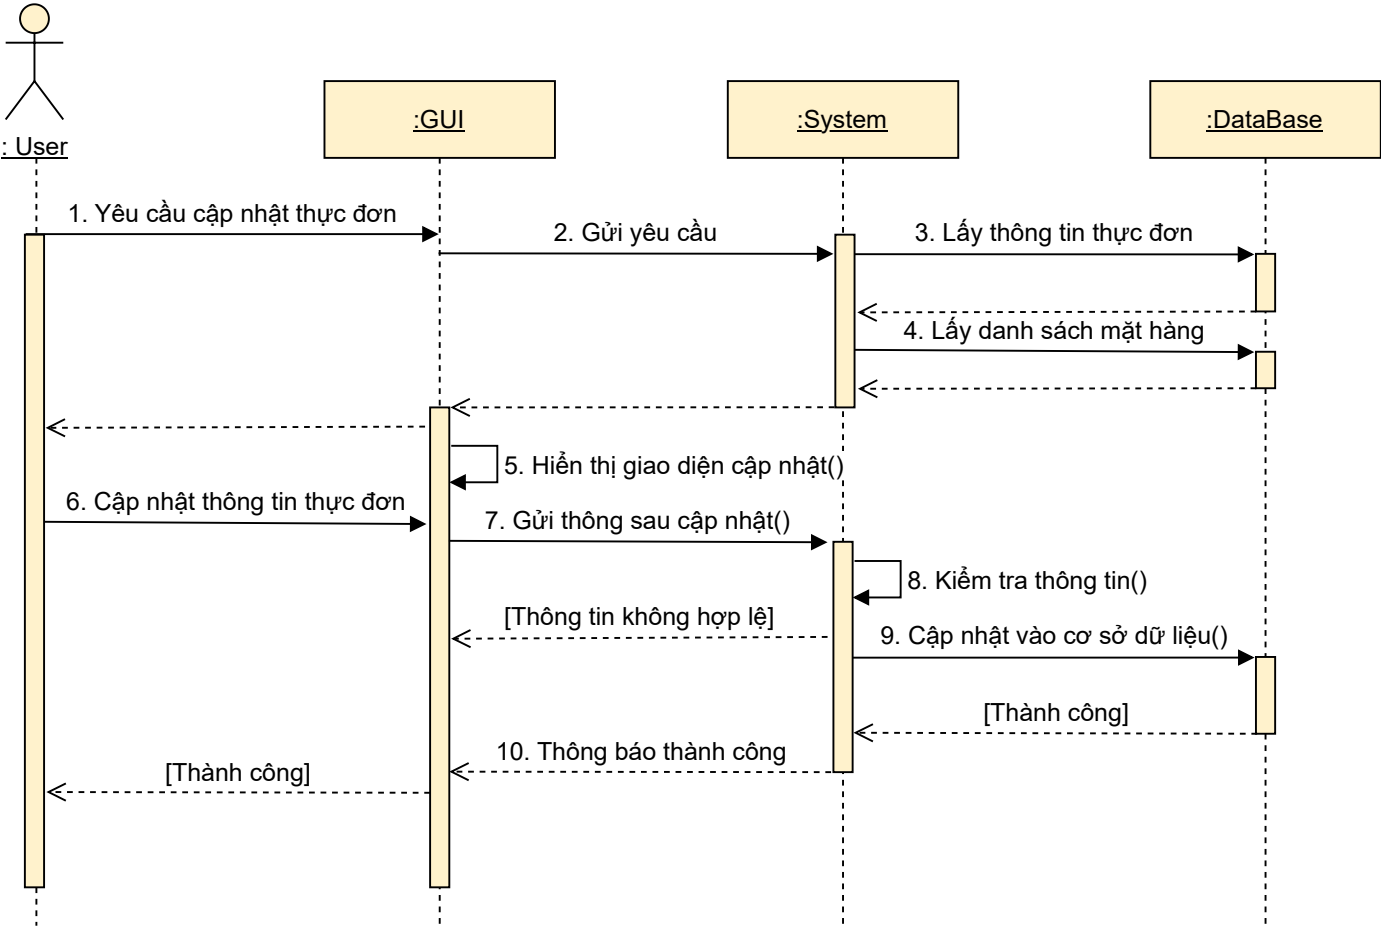 : User
:GUI
:System
:DataBase
1. Yêu cầu cập nhật thực đơn
2. Gửi yêu cầu
3. Lấy thông tin thực đơn
4. Lấy danh sách mặt hàng
5. Hiển thị giao diện cập nhật()
6. Cập nhật thông tin thực đơn
7. Gửi thông sau cập nhật()
8. Kiểm tra thông tin()
[Thông tin không hợp lệ]
9. Cập nhật vào cơ sở dữ liệu()
[Thành công]
10. Thông báo thành công
[Thành công]